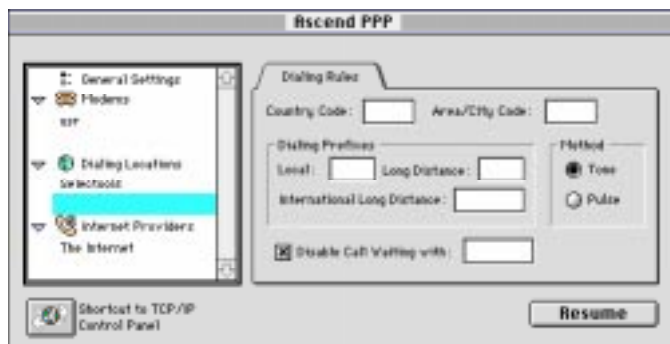 Ascend PPP
General Settings
Modems
USP
Dialing Locations
Selectools
Internet Providers
The Internet
Shortcut to TCP/IP
Control Panel
Dialing Rules
Country Code:
Area/City Code:
Dialing Prefixes
Local:
Long Distance:
International Long Distance:
Method
Tone
Pulse
Disable Call Waiting with:
Resume